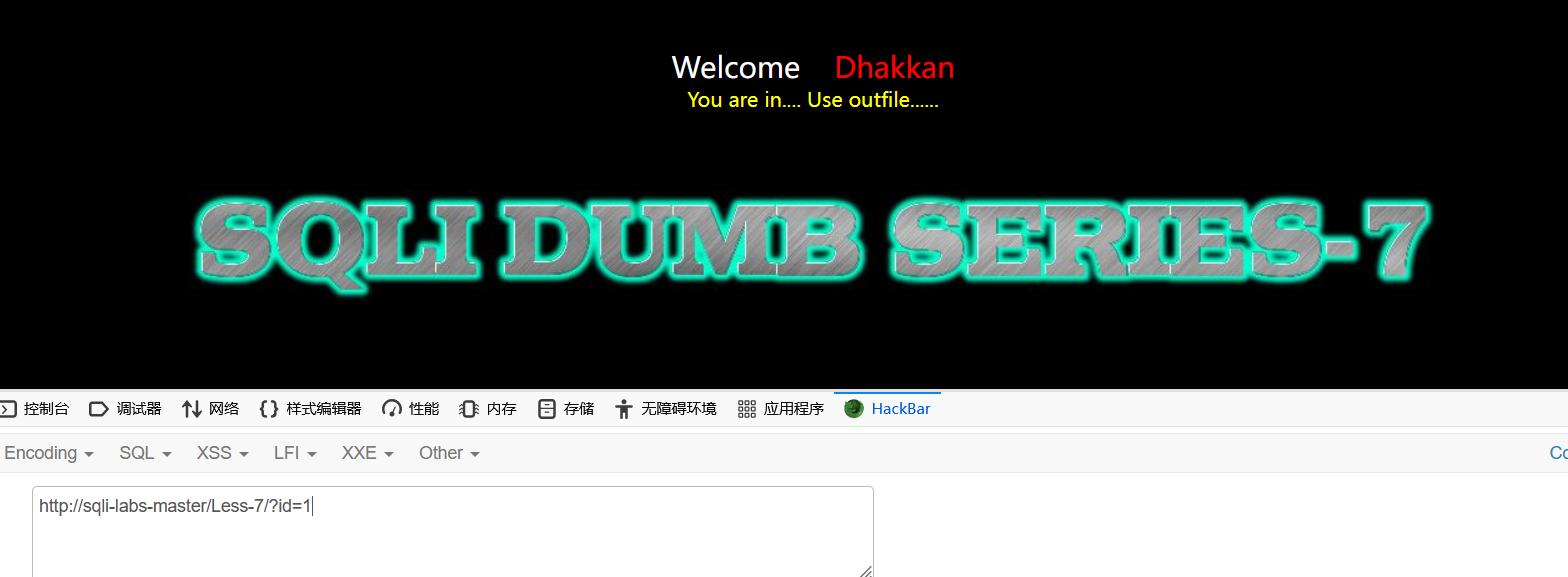 Welcome Dhakkan
You are in.... Use outfile......
SQLI DUMB SERIES-7
控制台 调试器 网络 样式编辑器 性能 内存 存储 无障碍环境 应用程序 HackBar
Encoding SQL XSS LFI XXE Other
http://sqli-labs-master/Less-7/?id=1